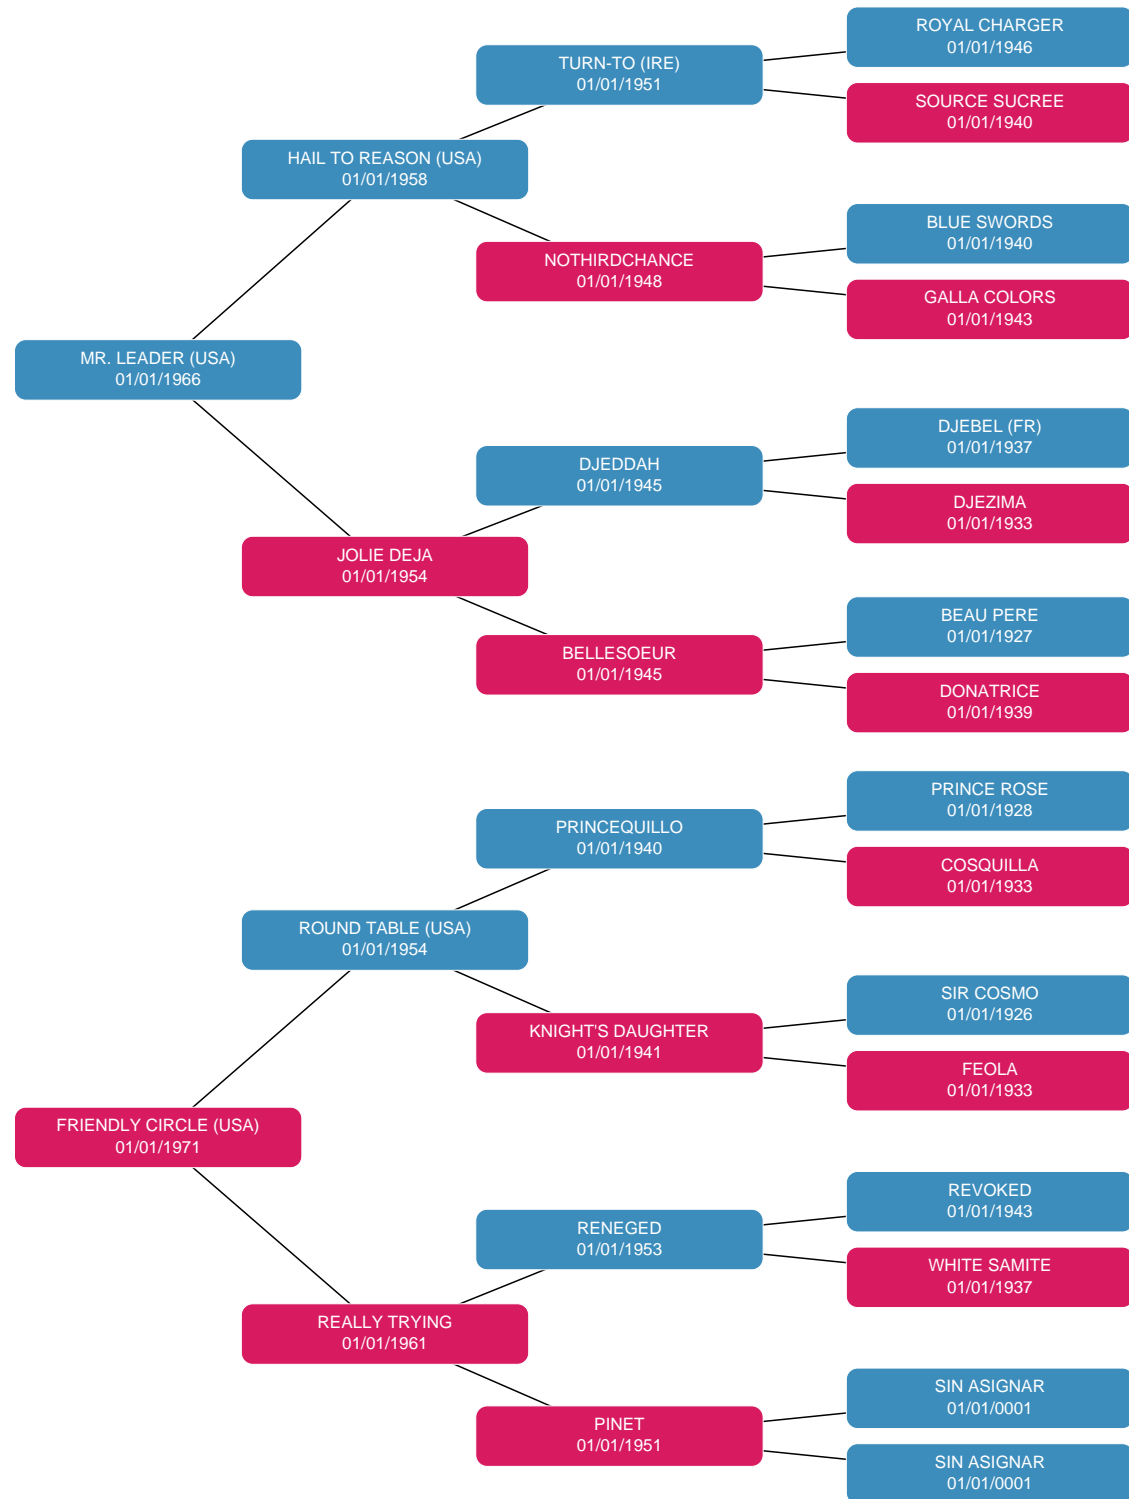 ROYAL CHARGER
01/01/1946
TURN-TO (IRE)
01/01/1951
SOURCE SUCREE
01/01/1940
HAIL TO REASON (USA)
01/01/1958
BLUE SWORDS
01/01/1940
NOTHIRDCHANCE
01/01/1948
GALLA COLORS
01/01/1943
MR. LEADER (USA)
01/01/1966
DJEBEL (FR)
01/01/1937
DJEDDAH
01/01/1945
DJEZIMA
01/01/1933
JOLIE DEJA
01/01/1954
BEAU PERE
01/01/1927
BELLESOEUR
01/01/1945
DONATRICE
01/01/1939
PRINCE ROSE
01/01/1928
PRINCEQUILLO
01/01/1940
COSQUILLA
01/01/1933
ROUND TABLE (USA)
01/01/1954
SIR COSMO
01/01/1926
KNIGHT'S DAUGHTER
01/01/1941
FEOLA
01/01/1933
FRIENDLY CIRCLE (USA)
01/01/1971
REVOKED
01/01/1943
RENEGED
01/01/1953
WHITE SAMITE
01/01/1937
REALLY TRYING
01/01/1961
SIN ASIGNAR
01/01/0001
PINET
01/01/1951
SIN ASIGNAR
01/01/0001